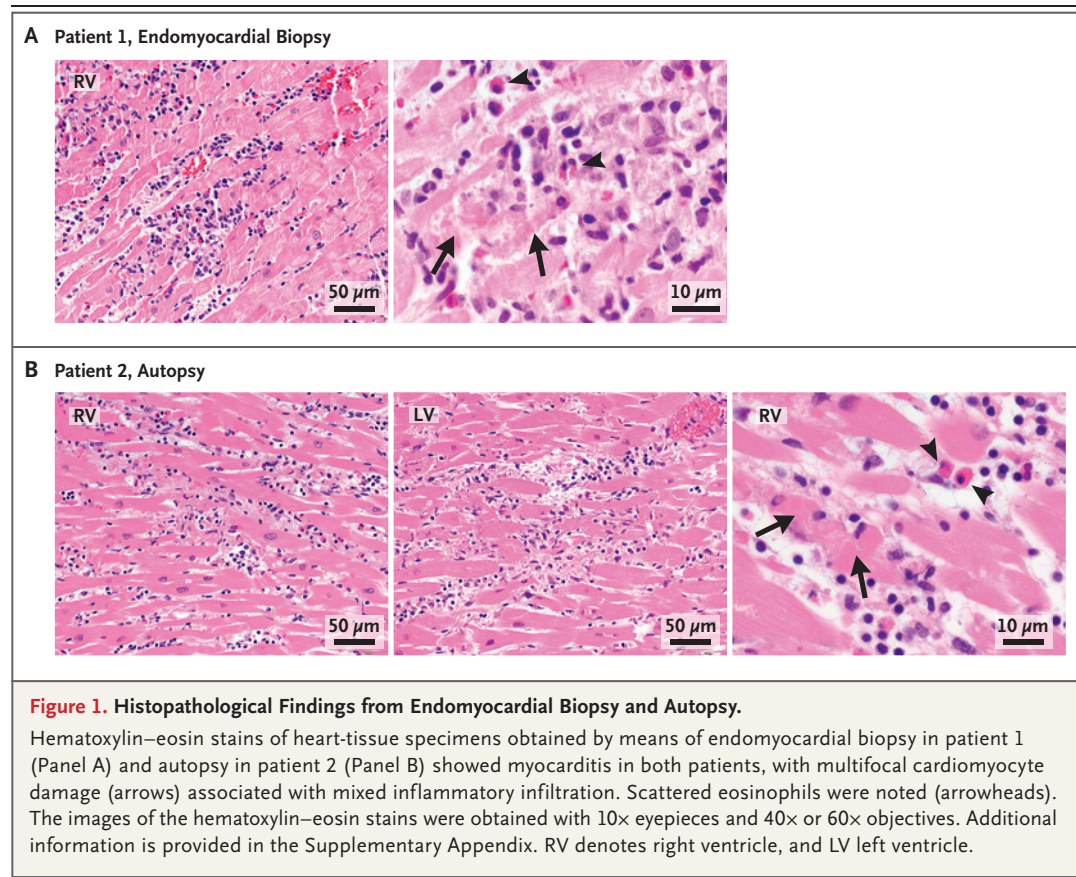 A Patient 1, Endomyocardial Biopsy
RV
50 µm
10 µm
B Patient 2, Autopsy
RV
50 µm
LV
50 µm
RV
10 µm
Figure 1. Histopathological Findings from Endomyocardial Biopsy and Autopsy.
Hematoxylin–eosin stains of heart-tissue specimens obtained by means of endomyocardial biopsy in patient 1
(Panel A) and autopsy in patient 2 (Panel B) showed myocarditis in both patients, with multifocal cardiomyocyte
damage (arrows) associated with mixed inflammatory infiltration. Scattered eosinophils were noted (arrowheads).
The images of the hematoxylin–eosin stains were obtained with 10× eyepieces and 40× or 60× objectives. Additional
information is provided in the Supplementary Appendix. RV denotes right ventricle, and LV left ventricle.